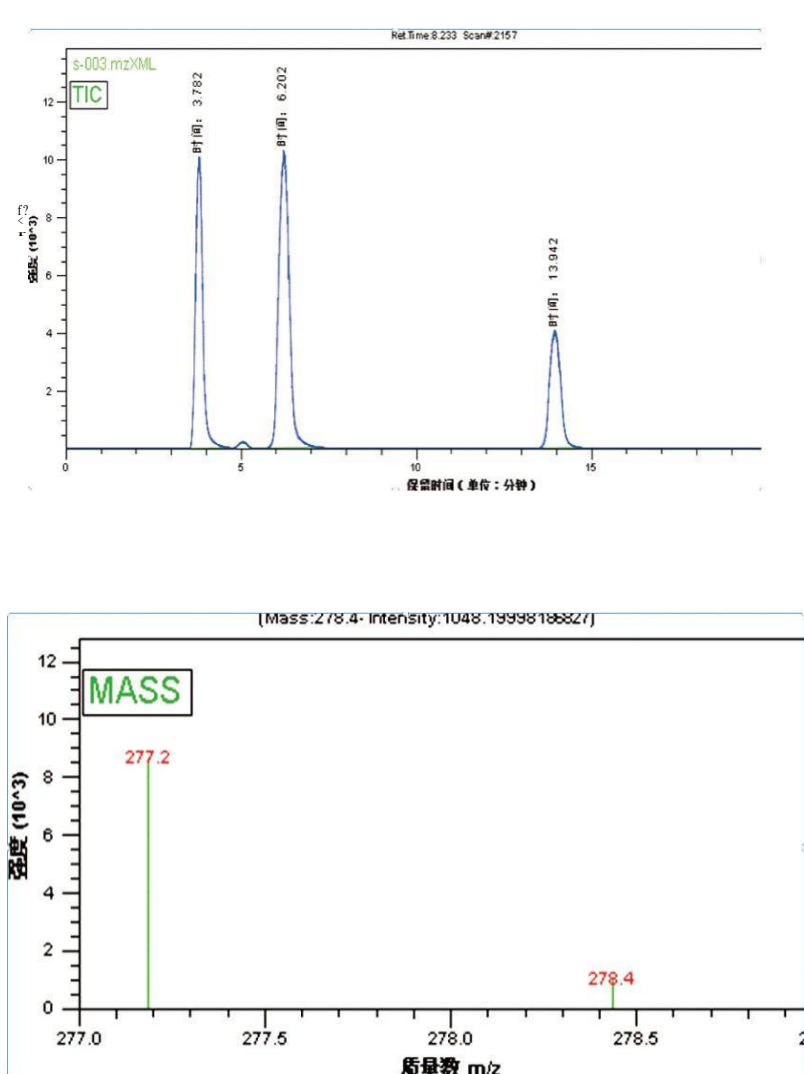 Ret.Time:8.233 Scan#:2157
s-003.mzXML
TIC
时间: 3.782
时间: 6.202
时间: 13.942
12
10
8
6
4
2
f?
强度 (10^3)
0 5 10 15
保留时间 ( 单位 : 分钟 )
[Mass:278.4- Intensity:1048.19998186827]
MASS
277.2
278.4
12
10
8
6
4
2
0
强度 (10^3)
277.0 277.5 278.0 278.5
质量数 m/z